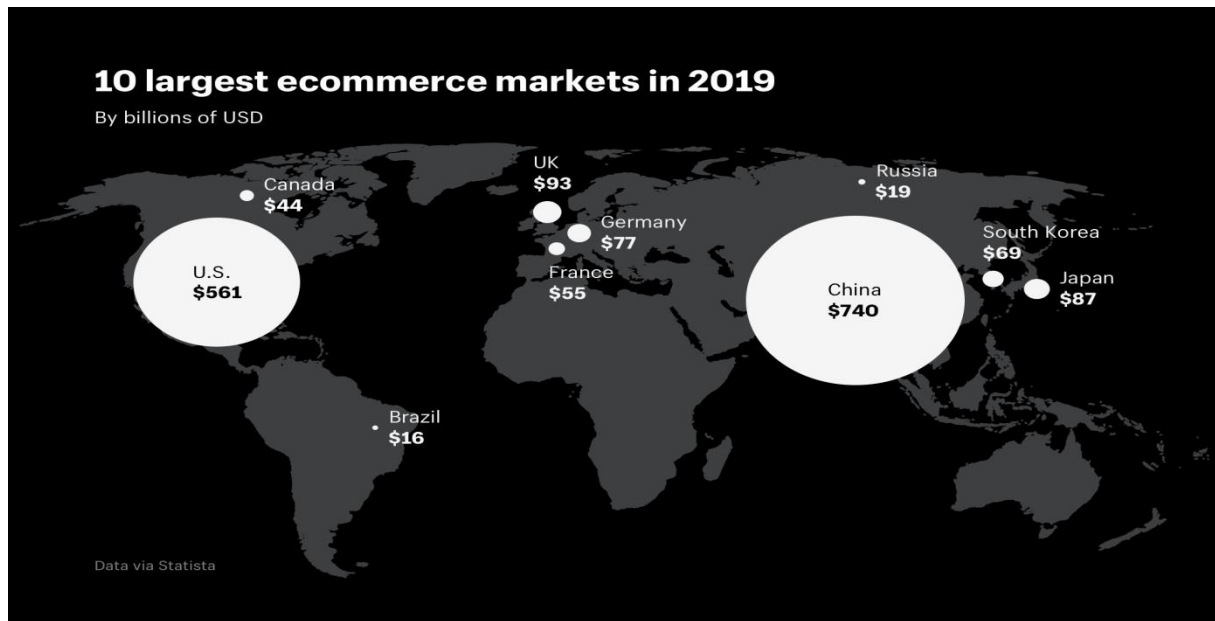 10 largest ecommerce markets in 2019
By billions of USD
UK
$93
Russia
$19
Canada
$44
Germany
$77
South Korea
$69
U.S.
$561
France
$55
China
$740
Japan
$87
Brazil
$16
Data via Statista